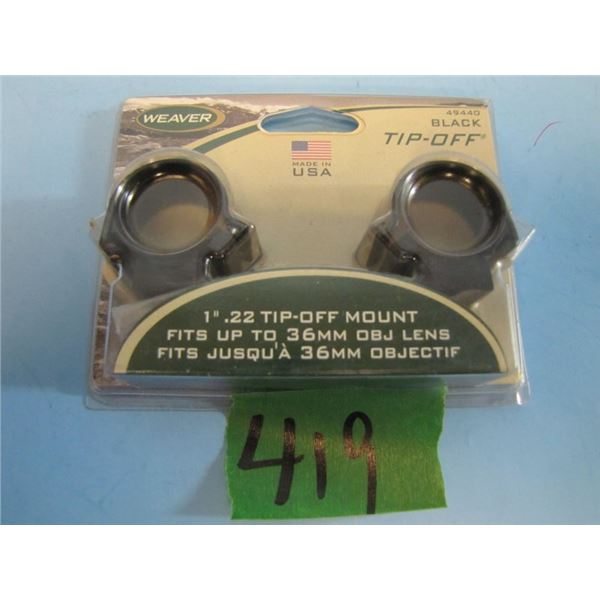 WEAVER
49440
BLACK
TIP-OFF®
MADE IN
USA
1" .22 TIP-OFF MOUNT
FITS UP TO 36MM OBJ LENS
FITS JUSQU'À 36MM OBJECTIF
419